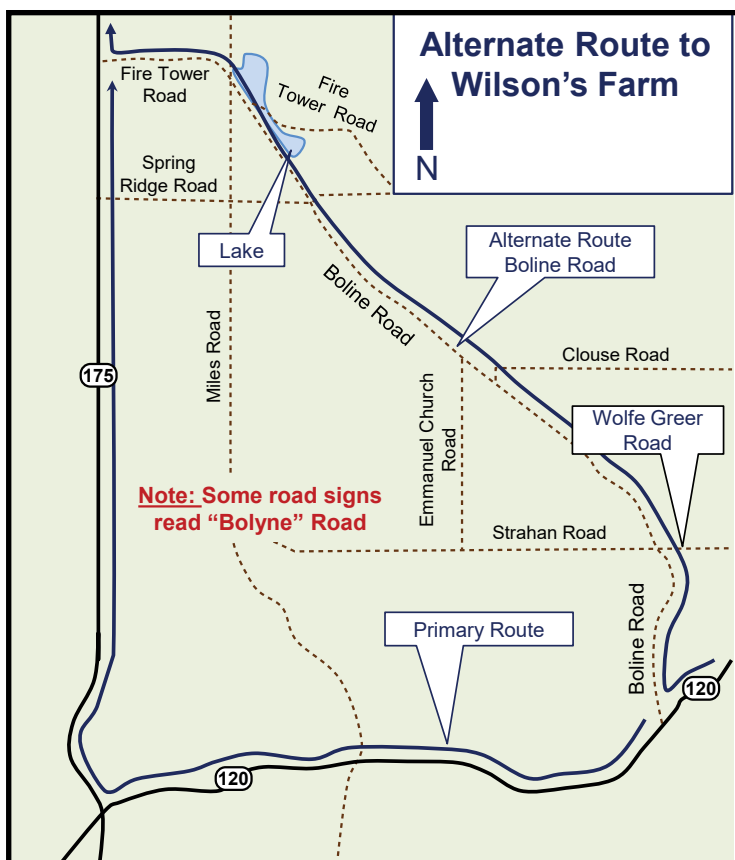 Alternate Route to
Wilson's Farm
N
Fire Tower
Road
Fire
Tower Road
Spring
Ridge Road
Lake
Alternate Route
Boline Road
Boline Road
Miles Road
175
Clouse Road
Emmanuel Church
Road
Wolfe Greer
Road
Note: Some road signs
read “Bolyne” Road
Strahan Road
Primary Route
Boline Road
120
120